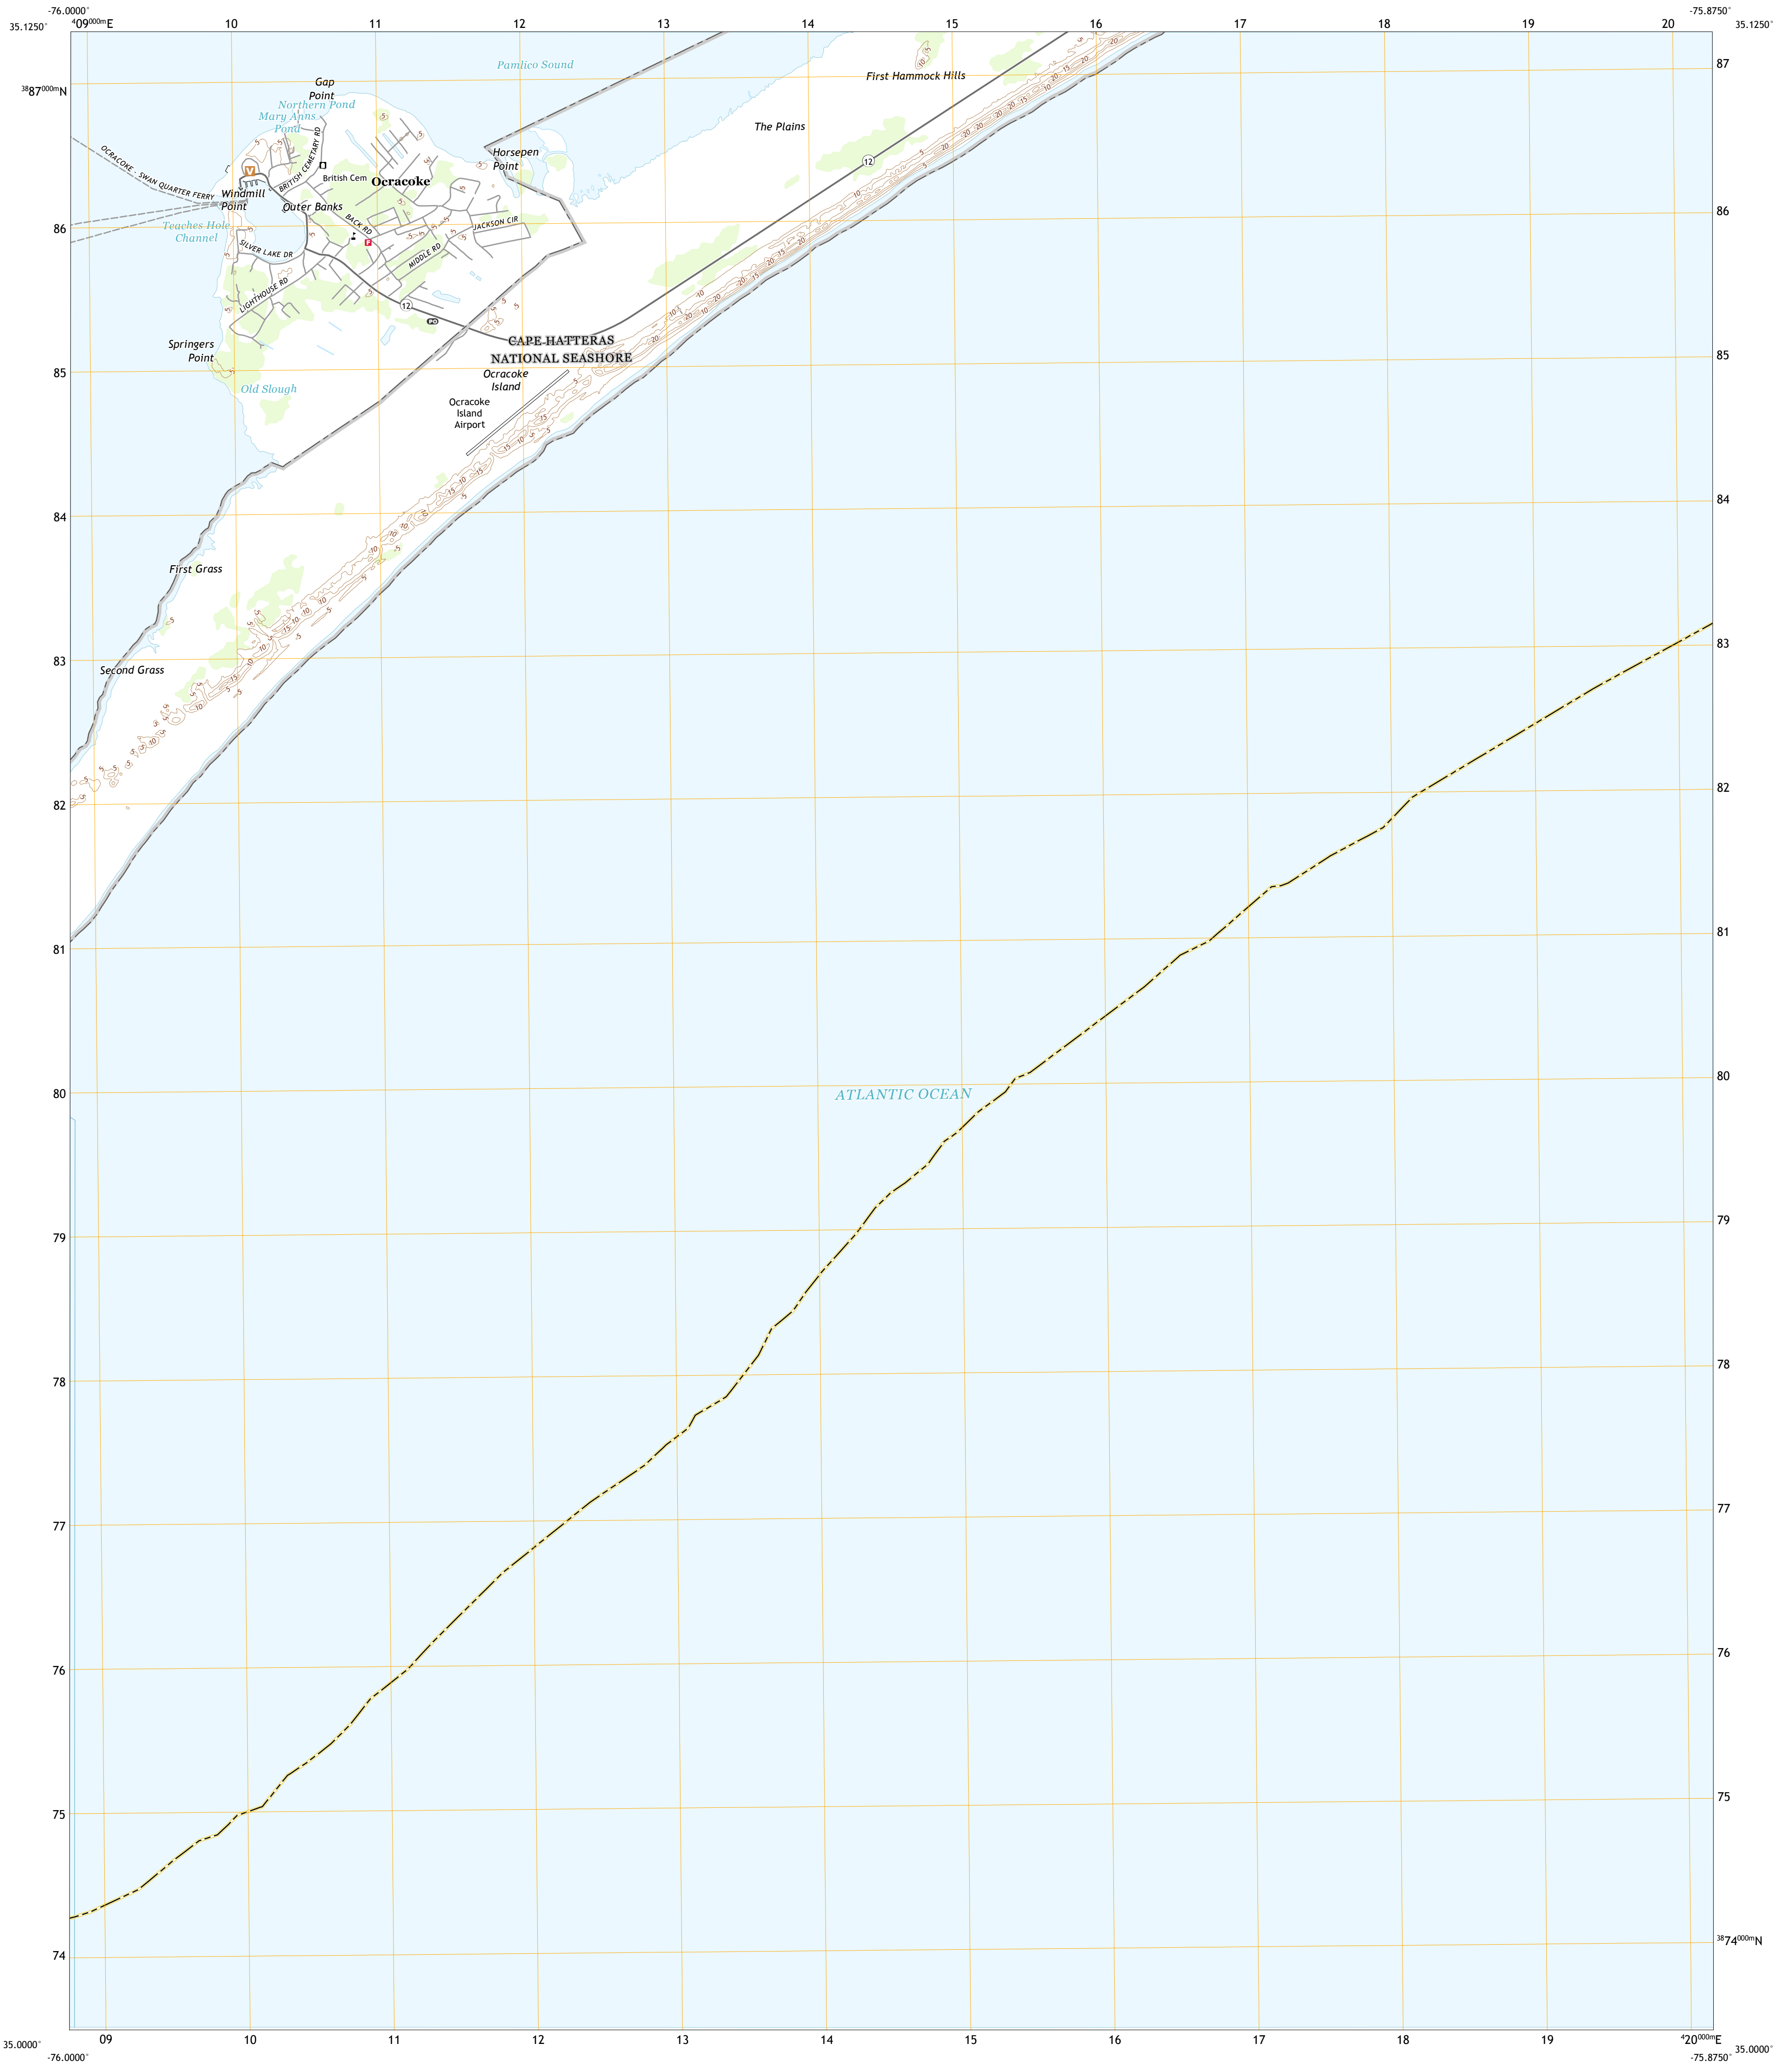 -76.0000°
-75.8750°
35.1250°
⁴09⁰⁰⁰ᵐE
10
11
12
13
14
15
16
17
18
19
20
35.1250°
Pamlico Sound
First Hammock Hills
87
Gap
Point
³⁸87⁰⁰⁰ᵐN
Northern Pond
Mary Anns
Pond
The Plains
BRITISH CEMETARY RD
OCRACOKE - SWAN QUARTER FERRY
Horsepen
Point
12
V
British Cem
Ocracoke
Windmill
Point
Outer Banks
86
86
Teaches Hole
Channel
BACK RD
JACKSON CIR
F
SILVER LAKE DR
MIDDLE RD
LIGHTHOUSE RD
12
PO
Springers
Point
CAPE HATTERAS
NATIONAL SEASHORE
85
85
Ocracoke
Island
Old Slough
Ocracoke
Island
Airport
84
84
First Grass
83
83
Second Grass
82
82
81
81
80
80
ATLANTIC OCEAN
79
79
78
78
77
77
76
76
75
75
74
³⁸74⁰⁰⁰ᵐN
35.0000°
09
10
11
12
13
14
15
16
17
18
19
⁴20⁰⁰⁰ᵐE
35.0000°
-76.0000°
-75.8750°